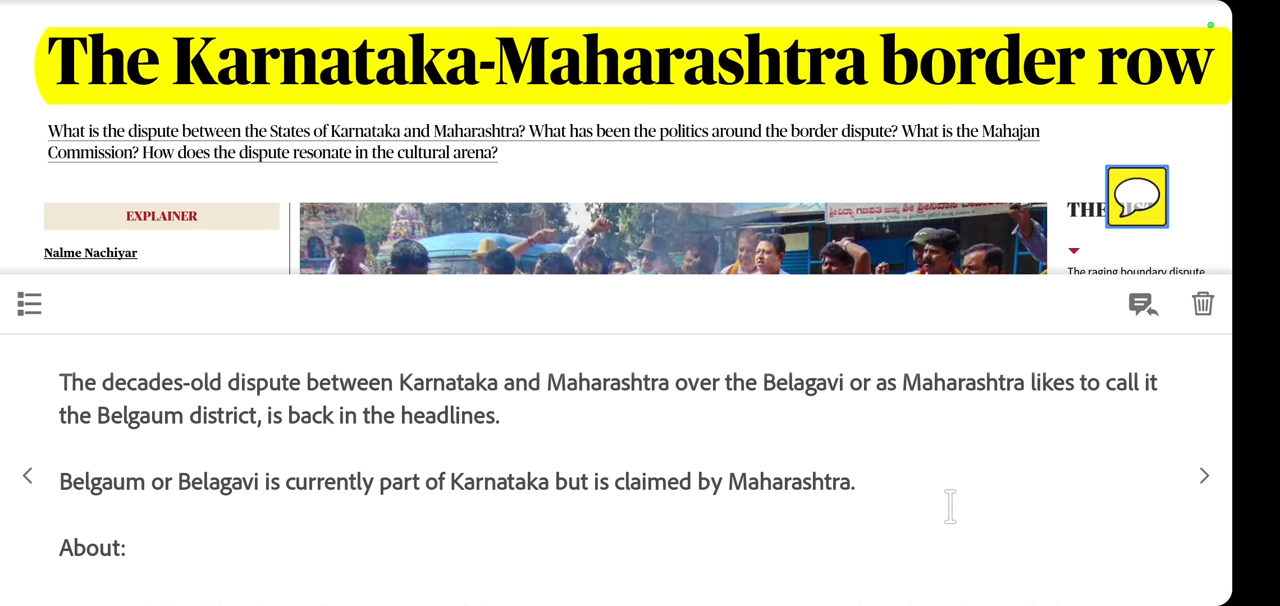 The Karnataka-Maharashtra border row
What is the dispute between the States of Karnataka and Maharashtra? What has been the politics around the border dispute? What is the Mahajan
Commission? How does the dispute resonate in the cultural arena?
EXPLAINER
Nalme Nachiyar
THE
The raging boundary dispute
The decades-old dispute between Karnataka and Maharashtra over the Belagavi or as Maharashtra likes to call it
the Belgaum district, is back in the headlines.
Belgaum or Belagavi is currently part of Karnataka but is claimed by Maharashtra.
About: